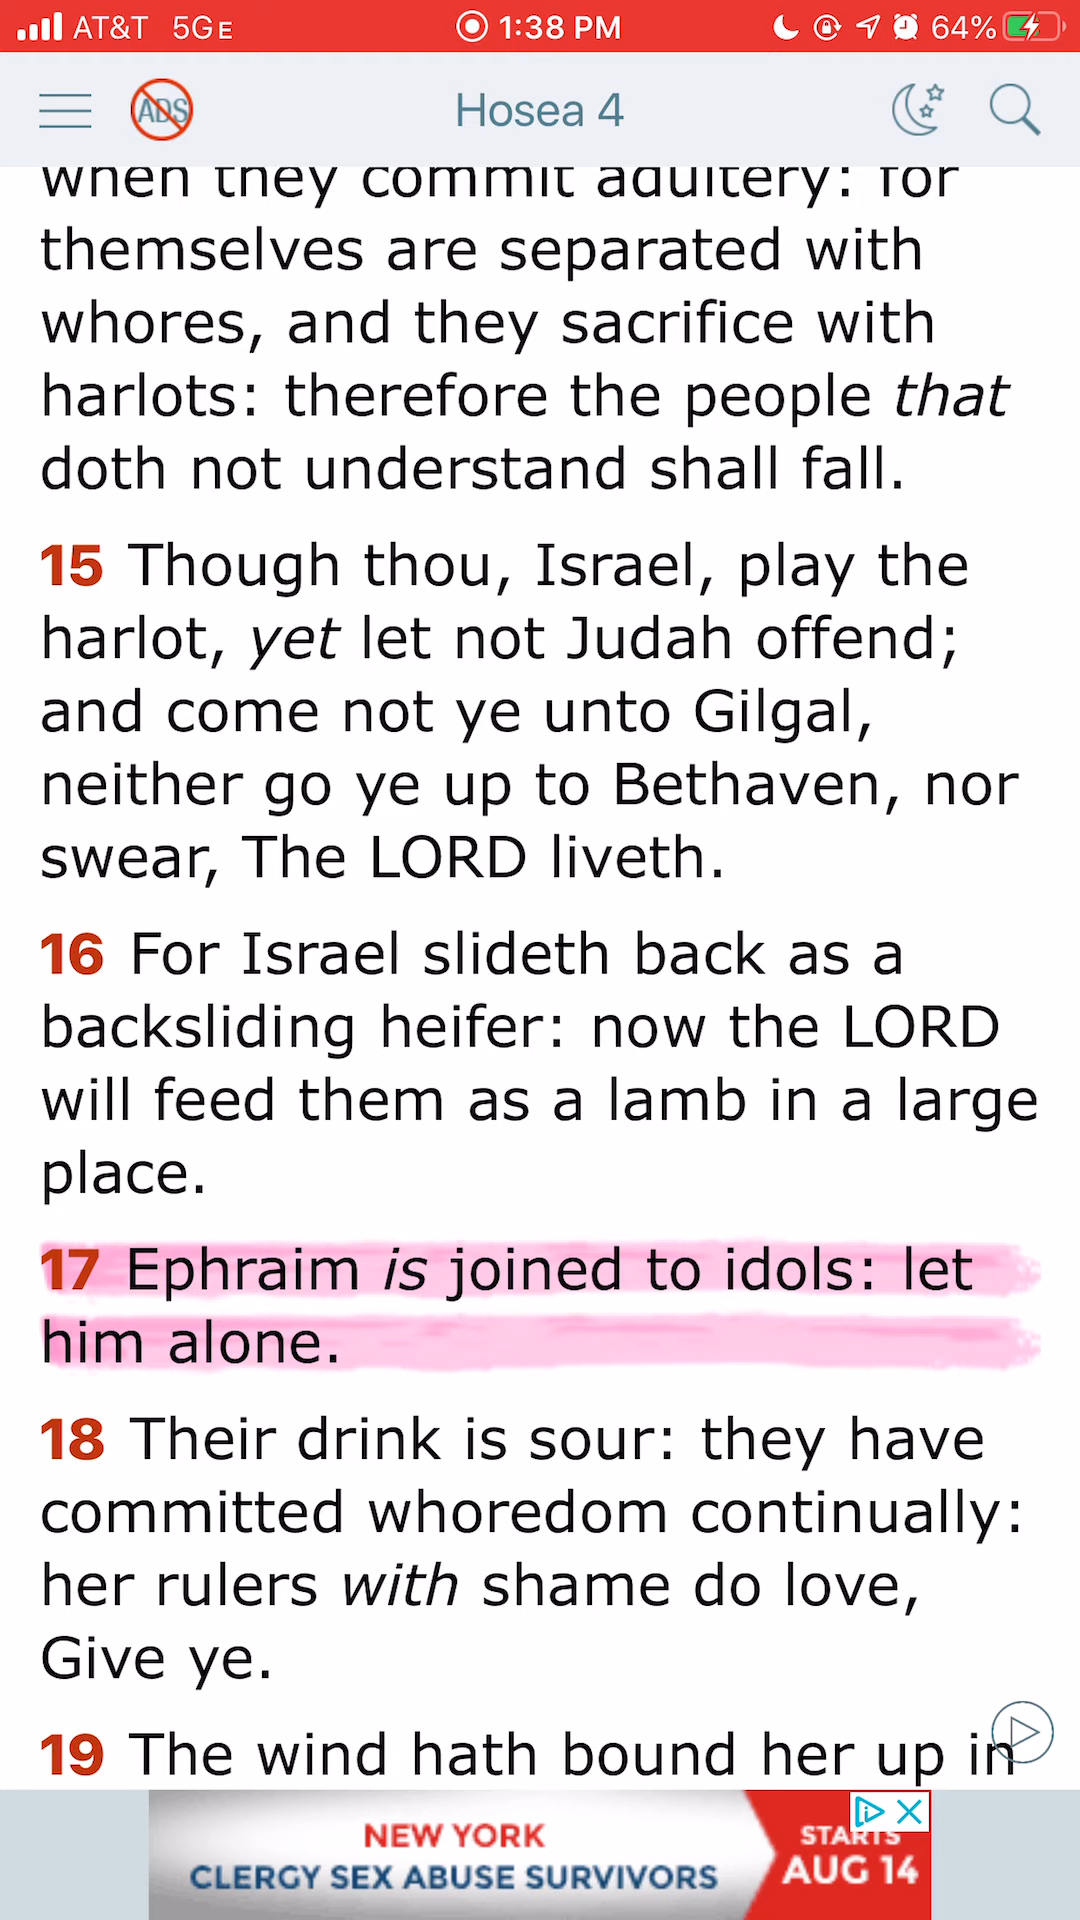 AT&T 5GE 1:38 PM 64%
ADS Hosea 4
when they commit adultery: for
themselves are separated with
whores, and they sacrifice with
harlots: therefore the people that
doth not understand shall fall.
15 Though thou, Israel, play the
harlot, yet let not Judah offend;
and come not ye unto Gilgal,
neither go ye up to Bethaven, nor
swear, The LORD liveth.
16 For Israel slideth back as a
backsliding heifer: now the LORD
will feed them as a lamb in a large
place.
17 Ephraim is joined to idols: let
him alone.
18 Their drink is sour: they have
committed whoredom continually:
her rulers with shame do love,
Give ye.
19 The wind hath bound her up in
NEW YORK
CLERGY SEX ABUSE SURVIVORS
STARTS
AUG 14